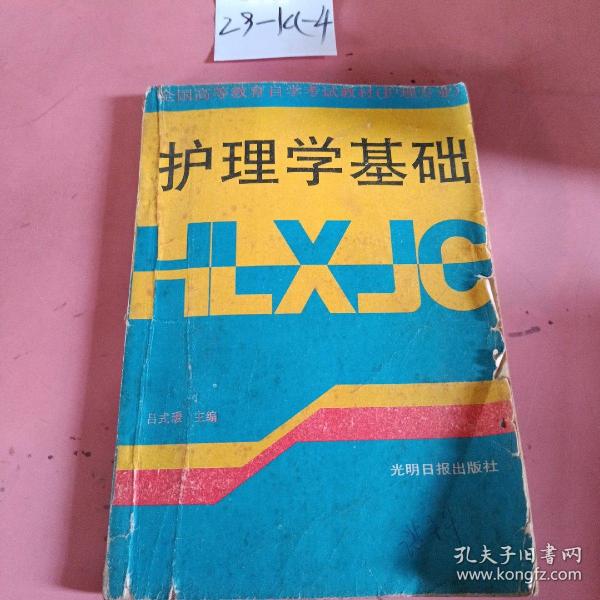 23-kx-4
全国高等教育自学考试教材(护理专业)
护理学基础
HLXJC
吕式瑗 主编
光明日报出版社
孔夫子旧书网
www.kongfz.com